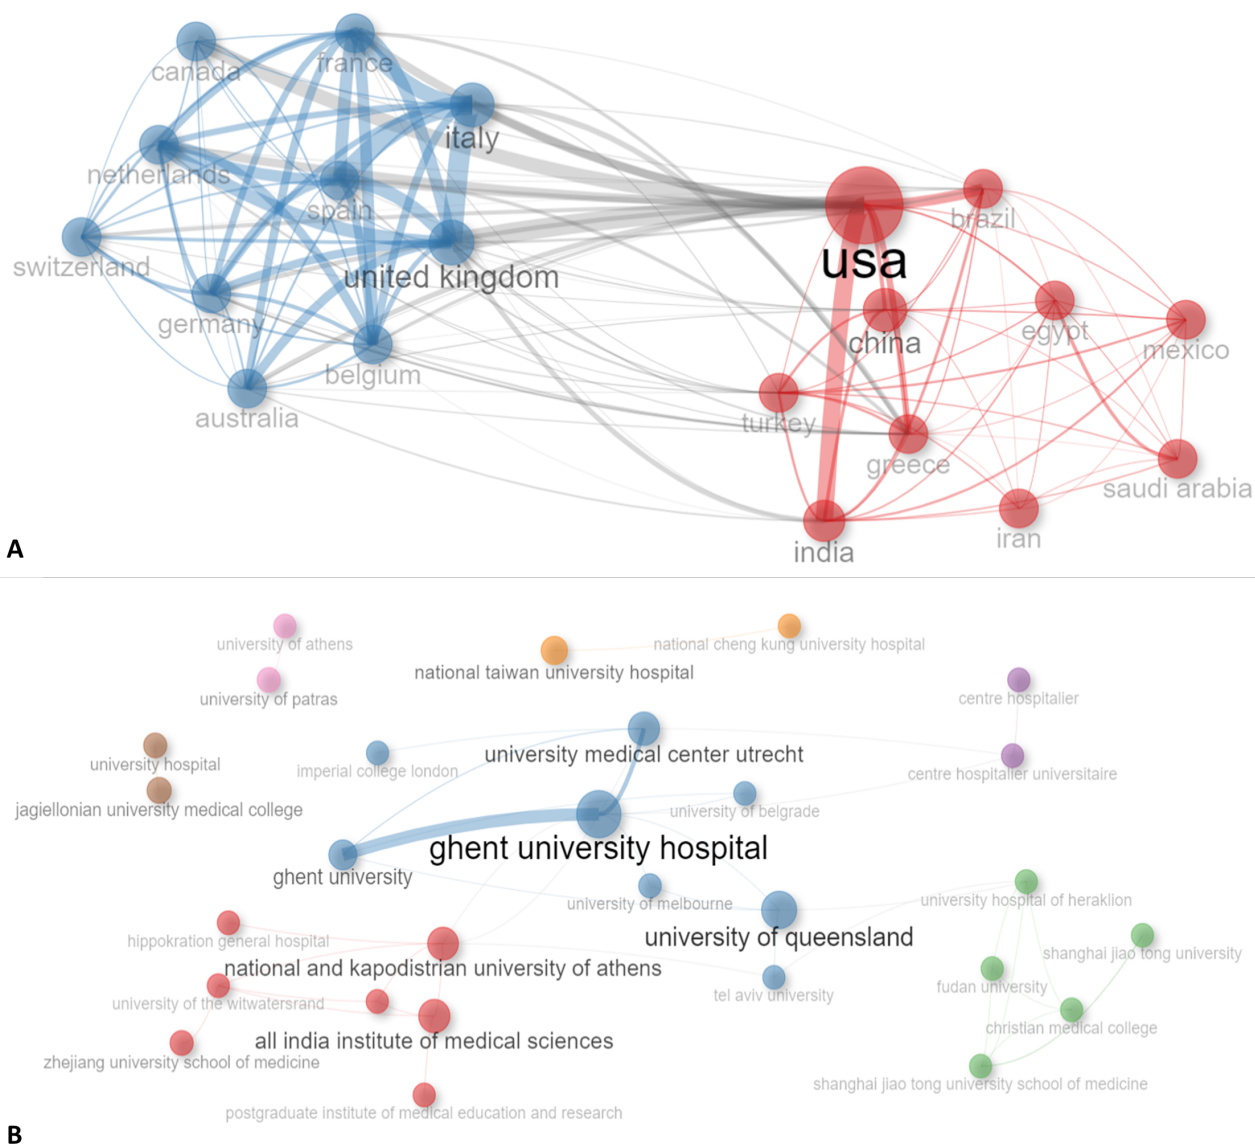 canada
france
italy
netherlands
spain
switzerland
united kingdom
germany
belgium
australia
usa
brazil
china
egypt
mexico
turkey
greece
saudi arabia
india
iran
A
university of athens
national cheng kung university hospital
national taiwan university hospital
university of patras
centre hospitalier
university hospital
imperial college london
university medical center utrecht
centre hospitalier universitaire
jagiellonian university medical college
university of belgrade
ghent university hospital
ghent university
university of melbourne
university hospital of heraklion
university of queensland
hippokration general hospital
shanghai jiao tong university
national and kapodistrian university of athens
fudan university
tel aviv university
university of the witwatersrand
christian medical college
all india institute of medical sciences
zhejiang university school of medicine
shanghai jiao tong university school of medicine
postgraduate institute of medical education and research
B